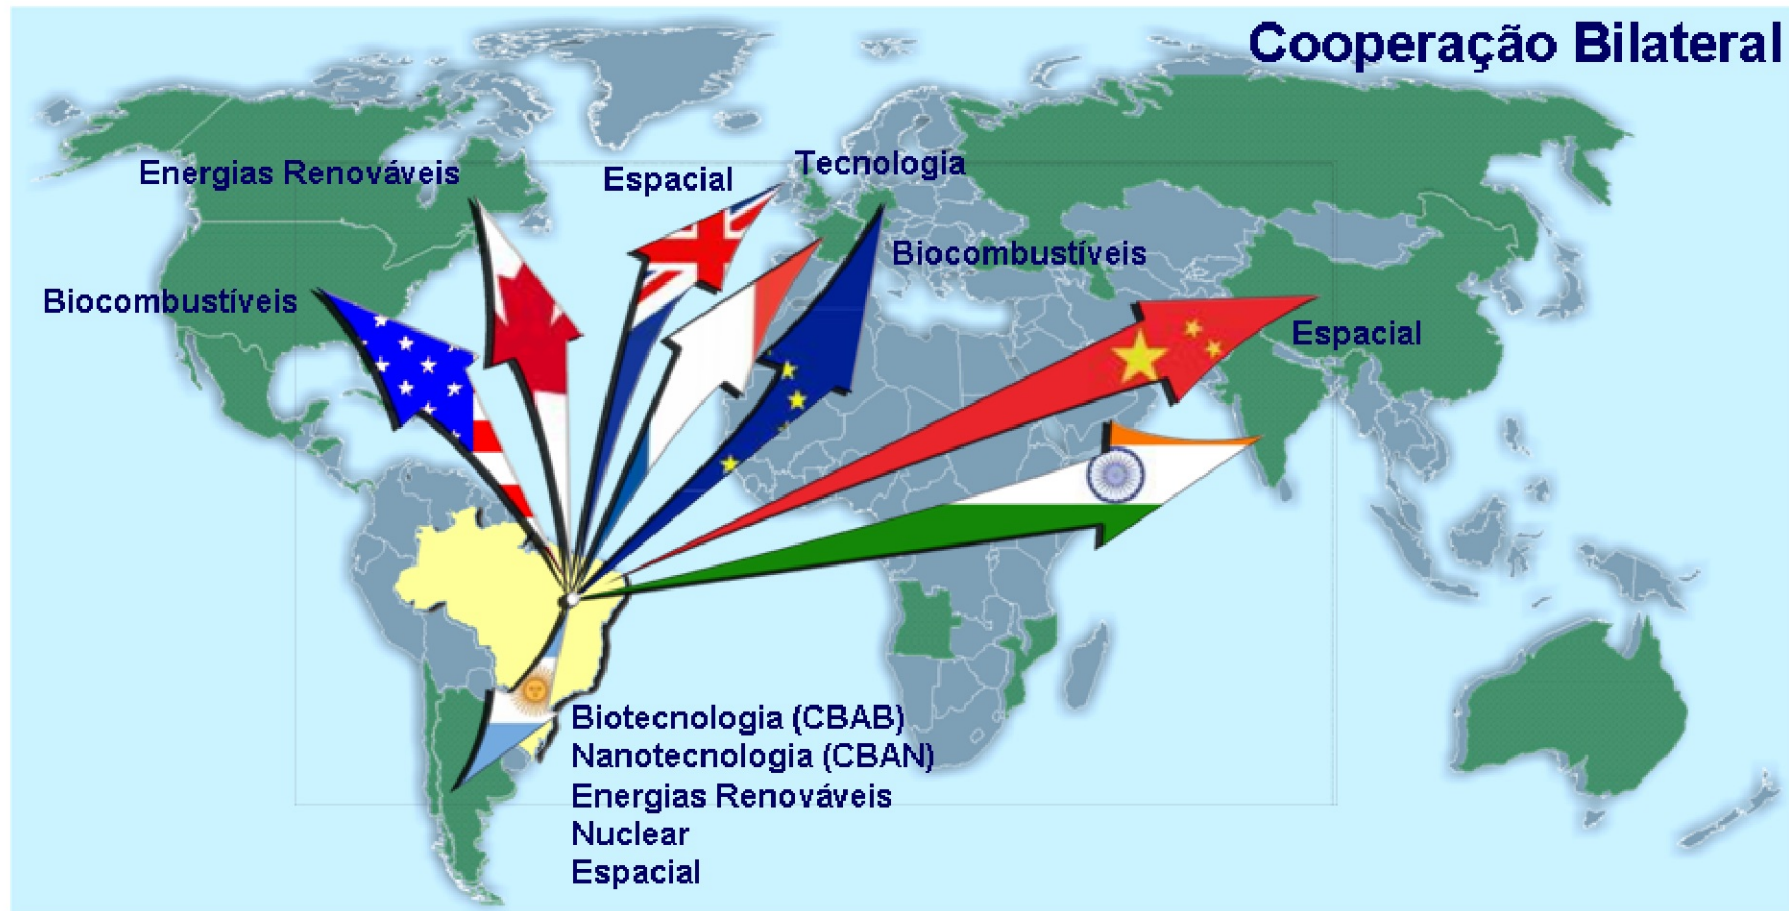 Cooperação Bilateral
Tecnologia
Energias Renováveis
Espacial
Biocombustíveis
Biocombustíveis
Espacial
Biotecnologia (CBAB)
Nanotecnologia (CBAN)
Energias Renováveis
Nuclear
Espacial